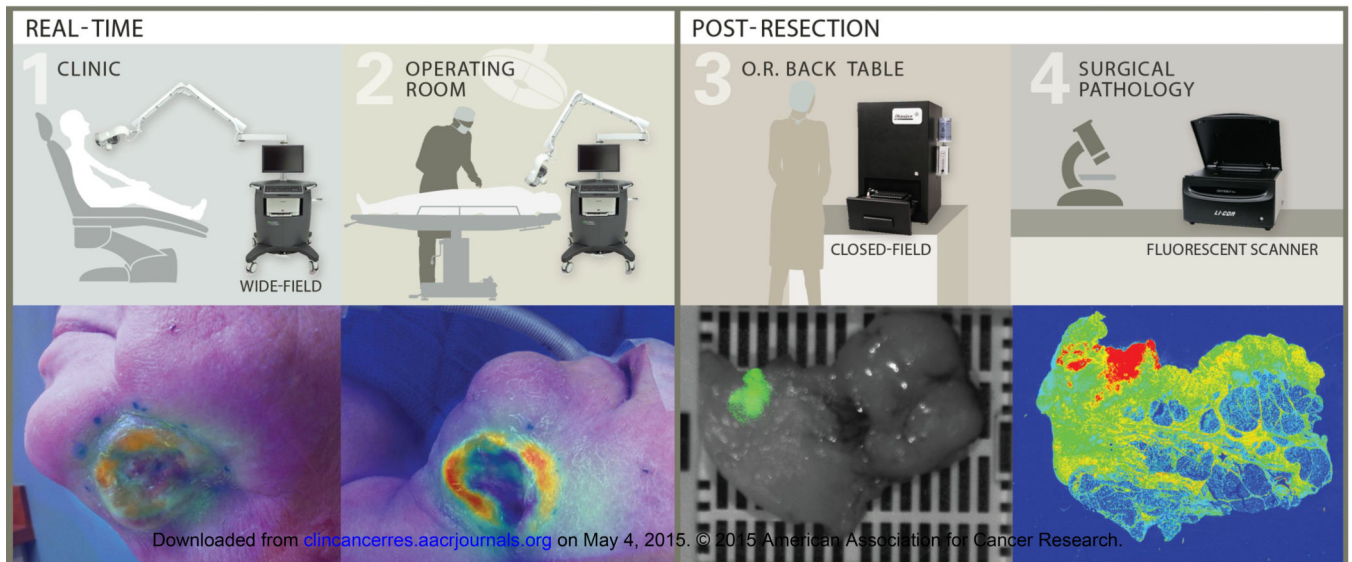 REAL-TIME
POST-RESECTION
1 CLINIC
2 OPERATING
ROOM
3 O.R. BACK TABLE
4 SURGICAL
PATHOLOGY
LI-COR
WIDE-FIELD
CLOSED-FIELD
FLUORESCENT SCANNER
Downloaded from clincancerres.aacrjournals.org on May 4, 2015. © 2015 American Association for Cancer Research.